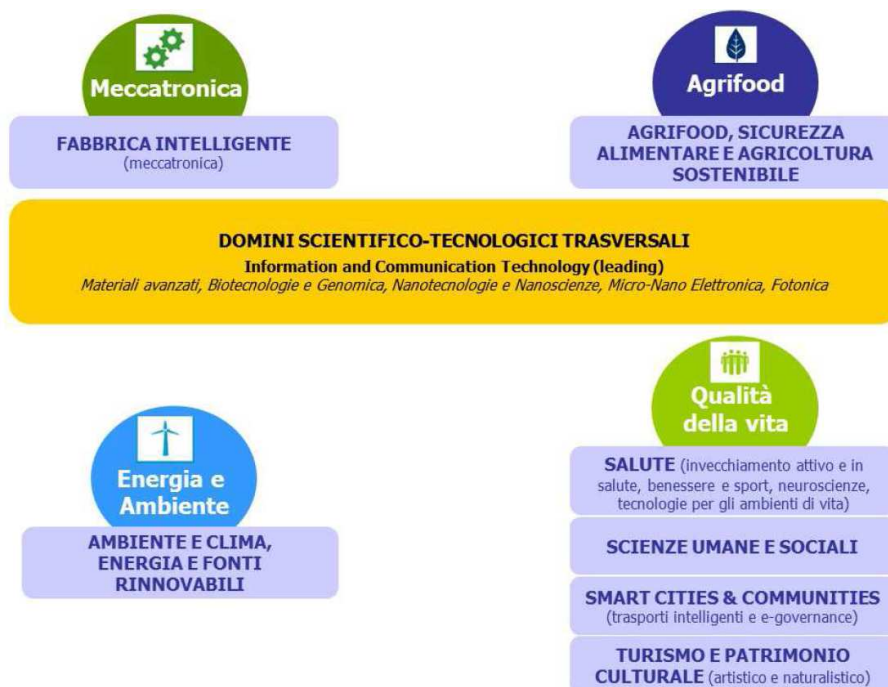 Meccatronica
FABBRICA INTELLIGENTE
(meccatronica)
Agrifood
AGRIFOOD, SICUREZZA
ALIMENTARE E AGRICOLTURA
SOSTENIBILE
DOMINI SCIENTIFICO-TECNOLOGICI TRASVERSALI
Information and Communication Technology (leading)
Materiali avanzati, Biotecnologie e Genomica, Nanotecnologie e Nanoscienze, Micro-Nano Elettronica, Fotonica
Energia e
Ambiente
AMBIENTE E CLIMA,
ENERGIA E FONTI
RINNOVABILI
Qualità
della vita
SALUTE (invecchiamento attivo e in
salute, benessere e sport, neuroscienze,
tecnologie per gli ambienti di vita)
SCIENZE UMANE E SOCIALI
SMART CITIES & COMMUNITIES
(trasporti intelligenti e e-governance)
TURISMO E PATRIMONIO
CULTURALE (artistico e naturalistico)